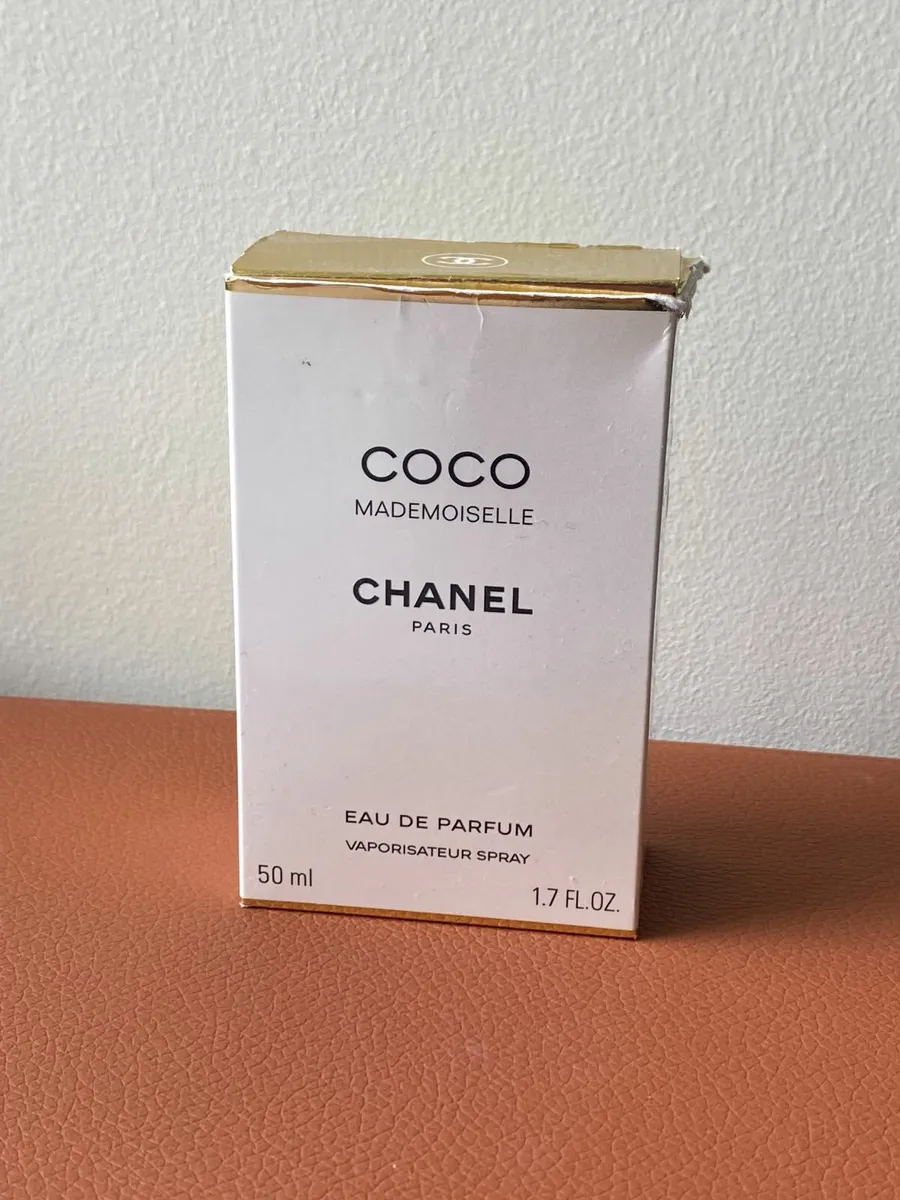 COCO
MADEMOISELLE
CHANEL
PARIS
EAU DE PARFUM
VAPORISATEUR SPRAY
50 ml
1.7 FL.OZ.